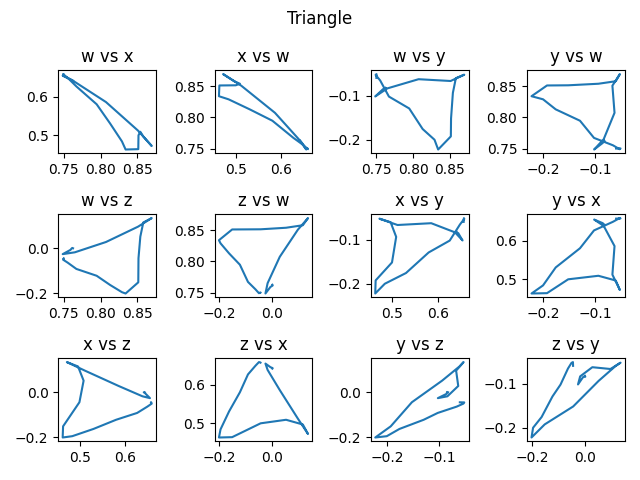 Triangle
w vs x
x vs w
w vs y
y vs w
0.6
0.5
0.75 0.80 0.85
0.85
0.80
0.75
0.5 0.6
−0.1
−0.2
0.75 0.80 0.85
0.85
0.80
0.75
−0.2 −0.1
w vs z
z vs w
x vs y
y vs x
0.0
−0.2
0.75 0.80 0.85
0.85
0.80
0.75
−0.2 0.0
−0.1
−0.2
0.5 0.6
0.6
0.5
−0.2 −0.1
x vs z
z vs x
y vs z
z vs y
0.0
−0.2
0.5 0.6
0.6
0.5
−0.2 0.0
0.0
−0.2
−0.2 −0.1
−0.1
−0.2
−0.2 0.0